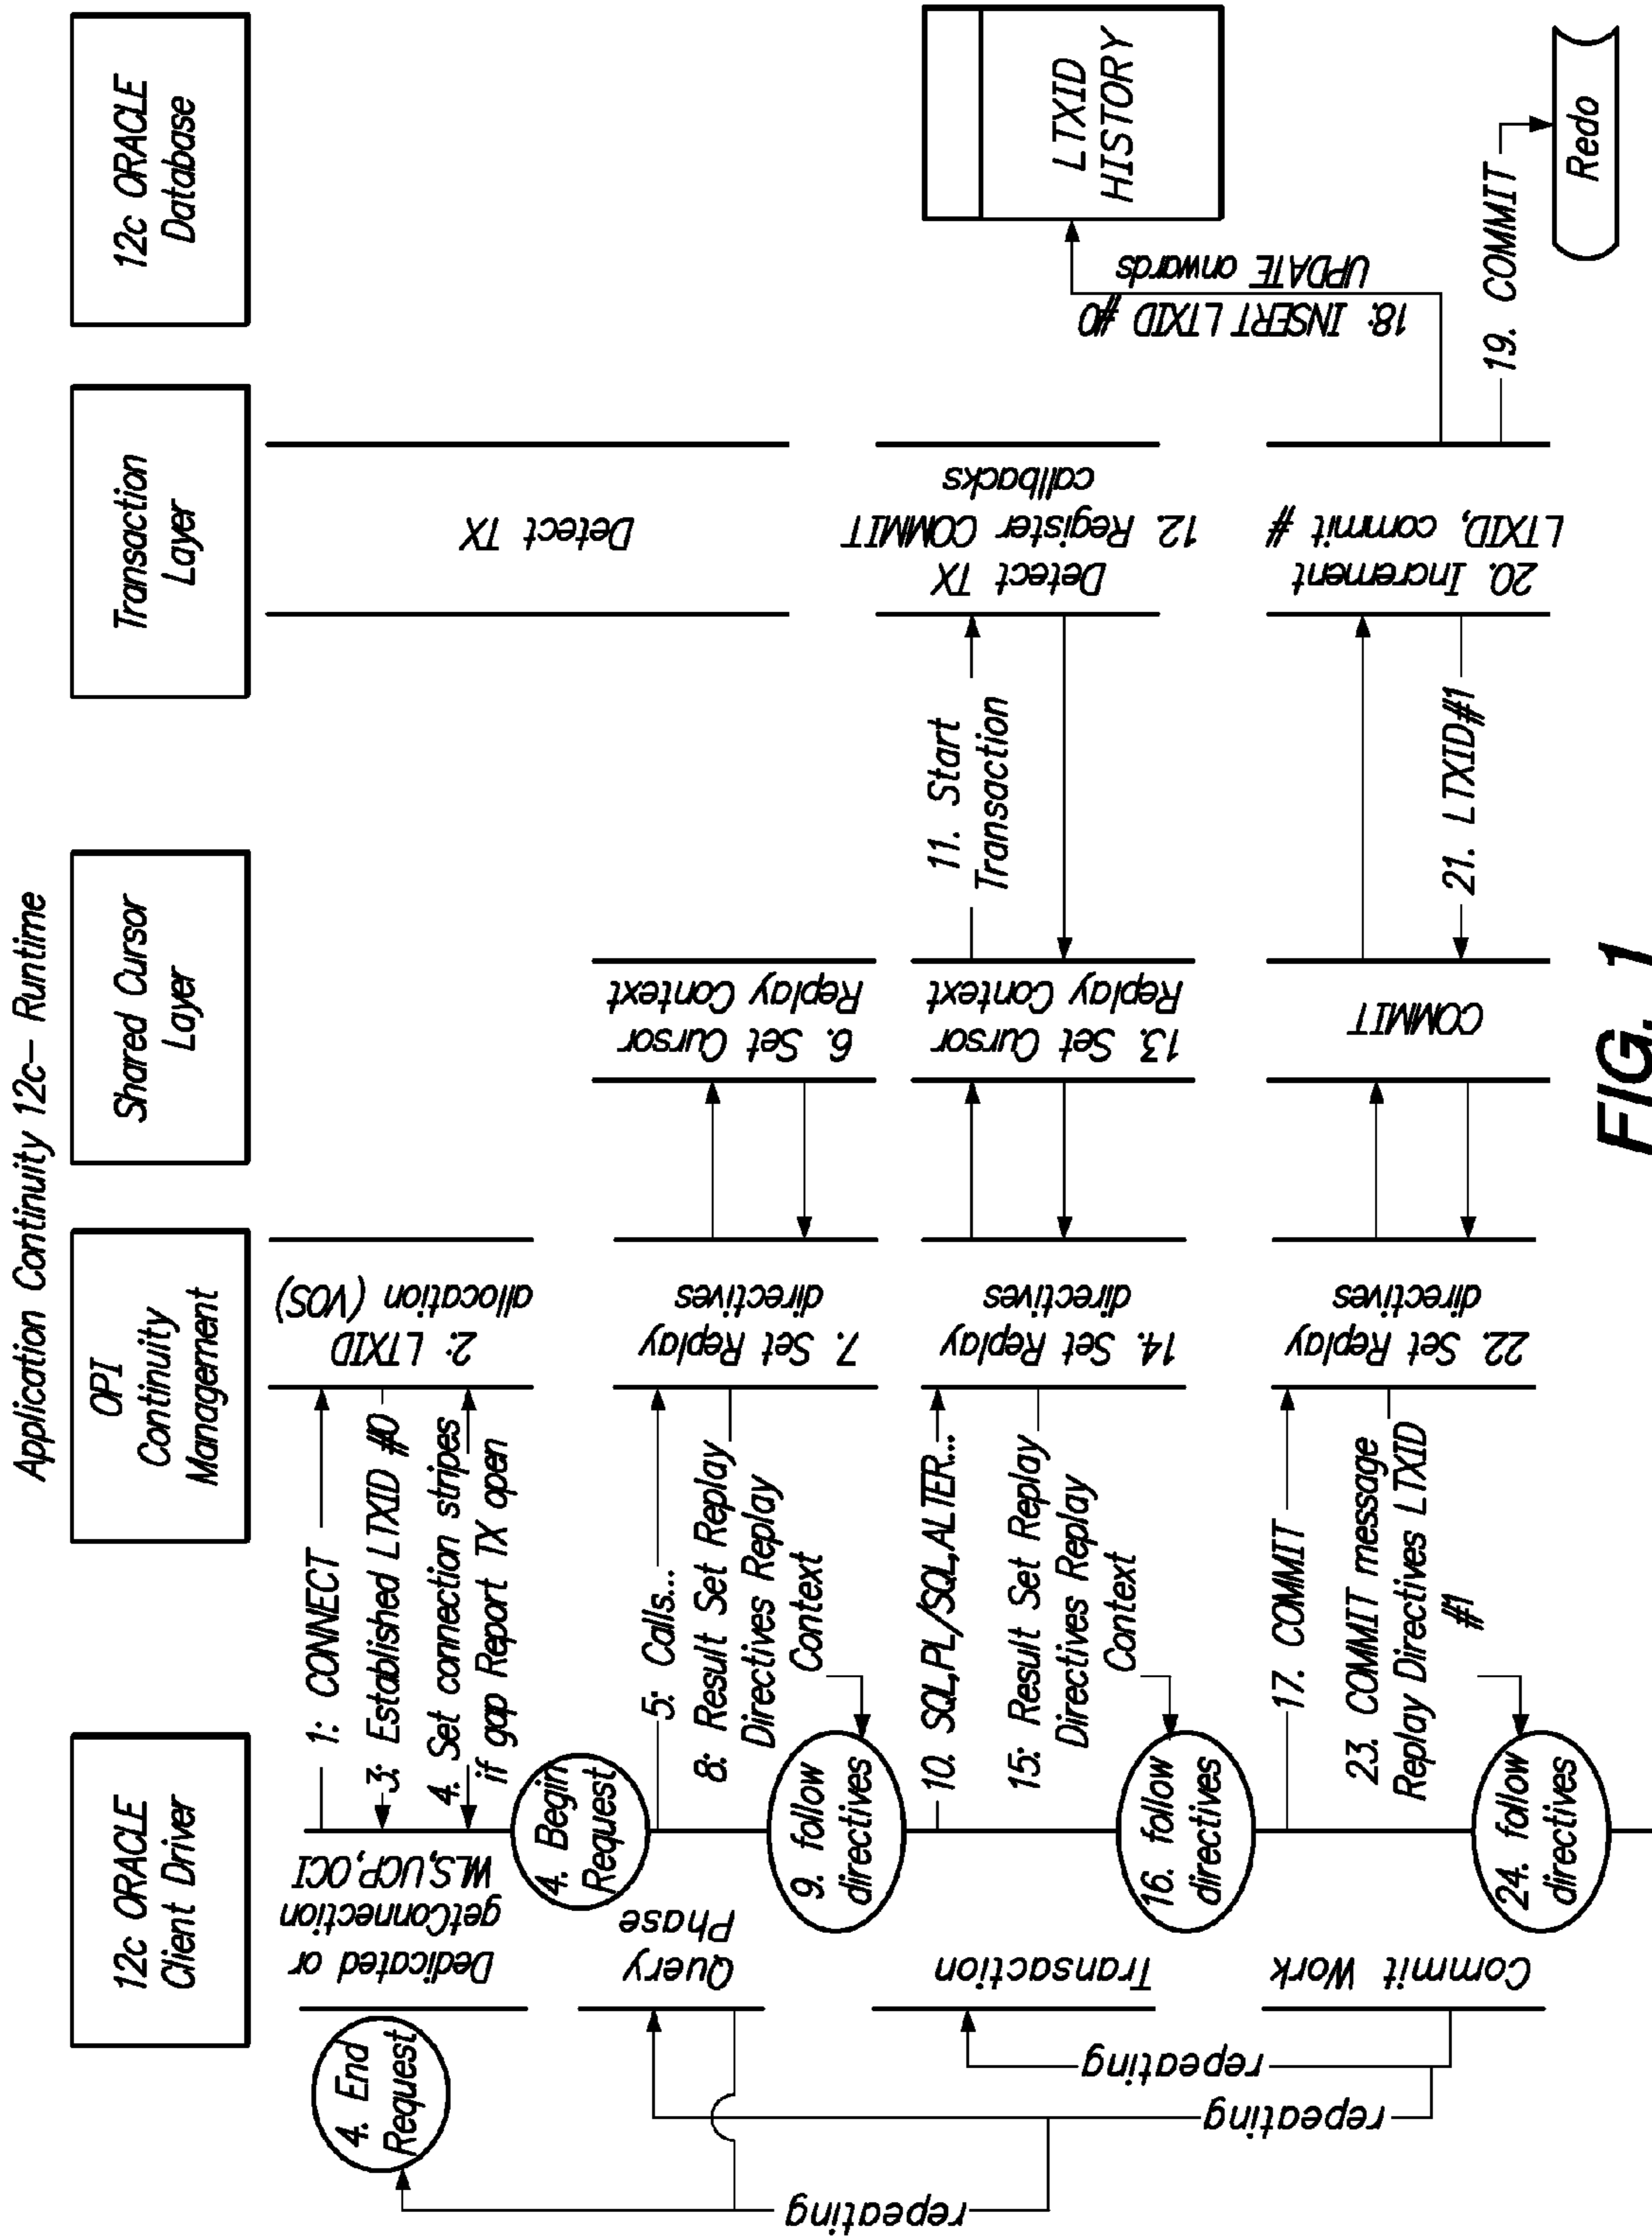 Application Continuity 12c– Runtime
12c ORACLE
Client Driver
OPI
Continuity
Management
Shared Cursor
Layer
Transaction
Layer
12c ORACLE
Database
4. End
Request
Dedicated or
getConnection
WLS,UCP,OCI
1: CONNECT
3: Established LTXID #0
4. Set connection stripes
if gap Report TX open
2: LTXID
allocation (VOS)
Detect TX
4. Begin
Request
Query
Phase
5: Calls...
8: Result Set Replay
Directives Replay
Context
7. Set Replay
directives
6. Set Cursor
Replay Context
9. follow
directives
Transaction
10. SQL,PL/SQL,ALTER...
15: Result Set Replay
Directives Replay
Context
14. Set Replay
directives
13. Set Cursor
Replay Context
11. Start
Transaction
Detect TX
12. Register COMMIT
callbacks
LTXID
HISTORY
16. follow
directives
Commit Work
17. COMMIT
23. COMMIT message
Replay Directives LTXID
#1
22. Set Replay
directives
COMMIT
21. LTXID#1
20. Increment
LTXID, commit #
18: INSERT LTXID #0
UPDATE onwards
19. COMMIT
Redo
24. follow
directives
repeating
repeating
repeating
FIG. 1